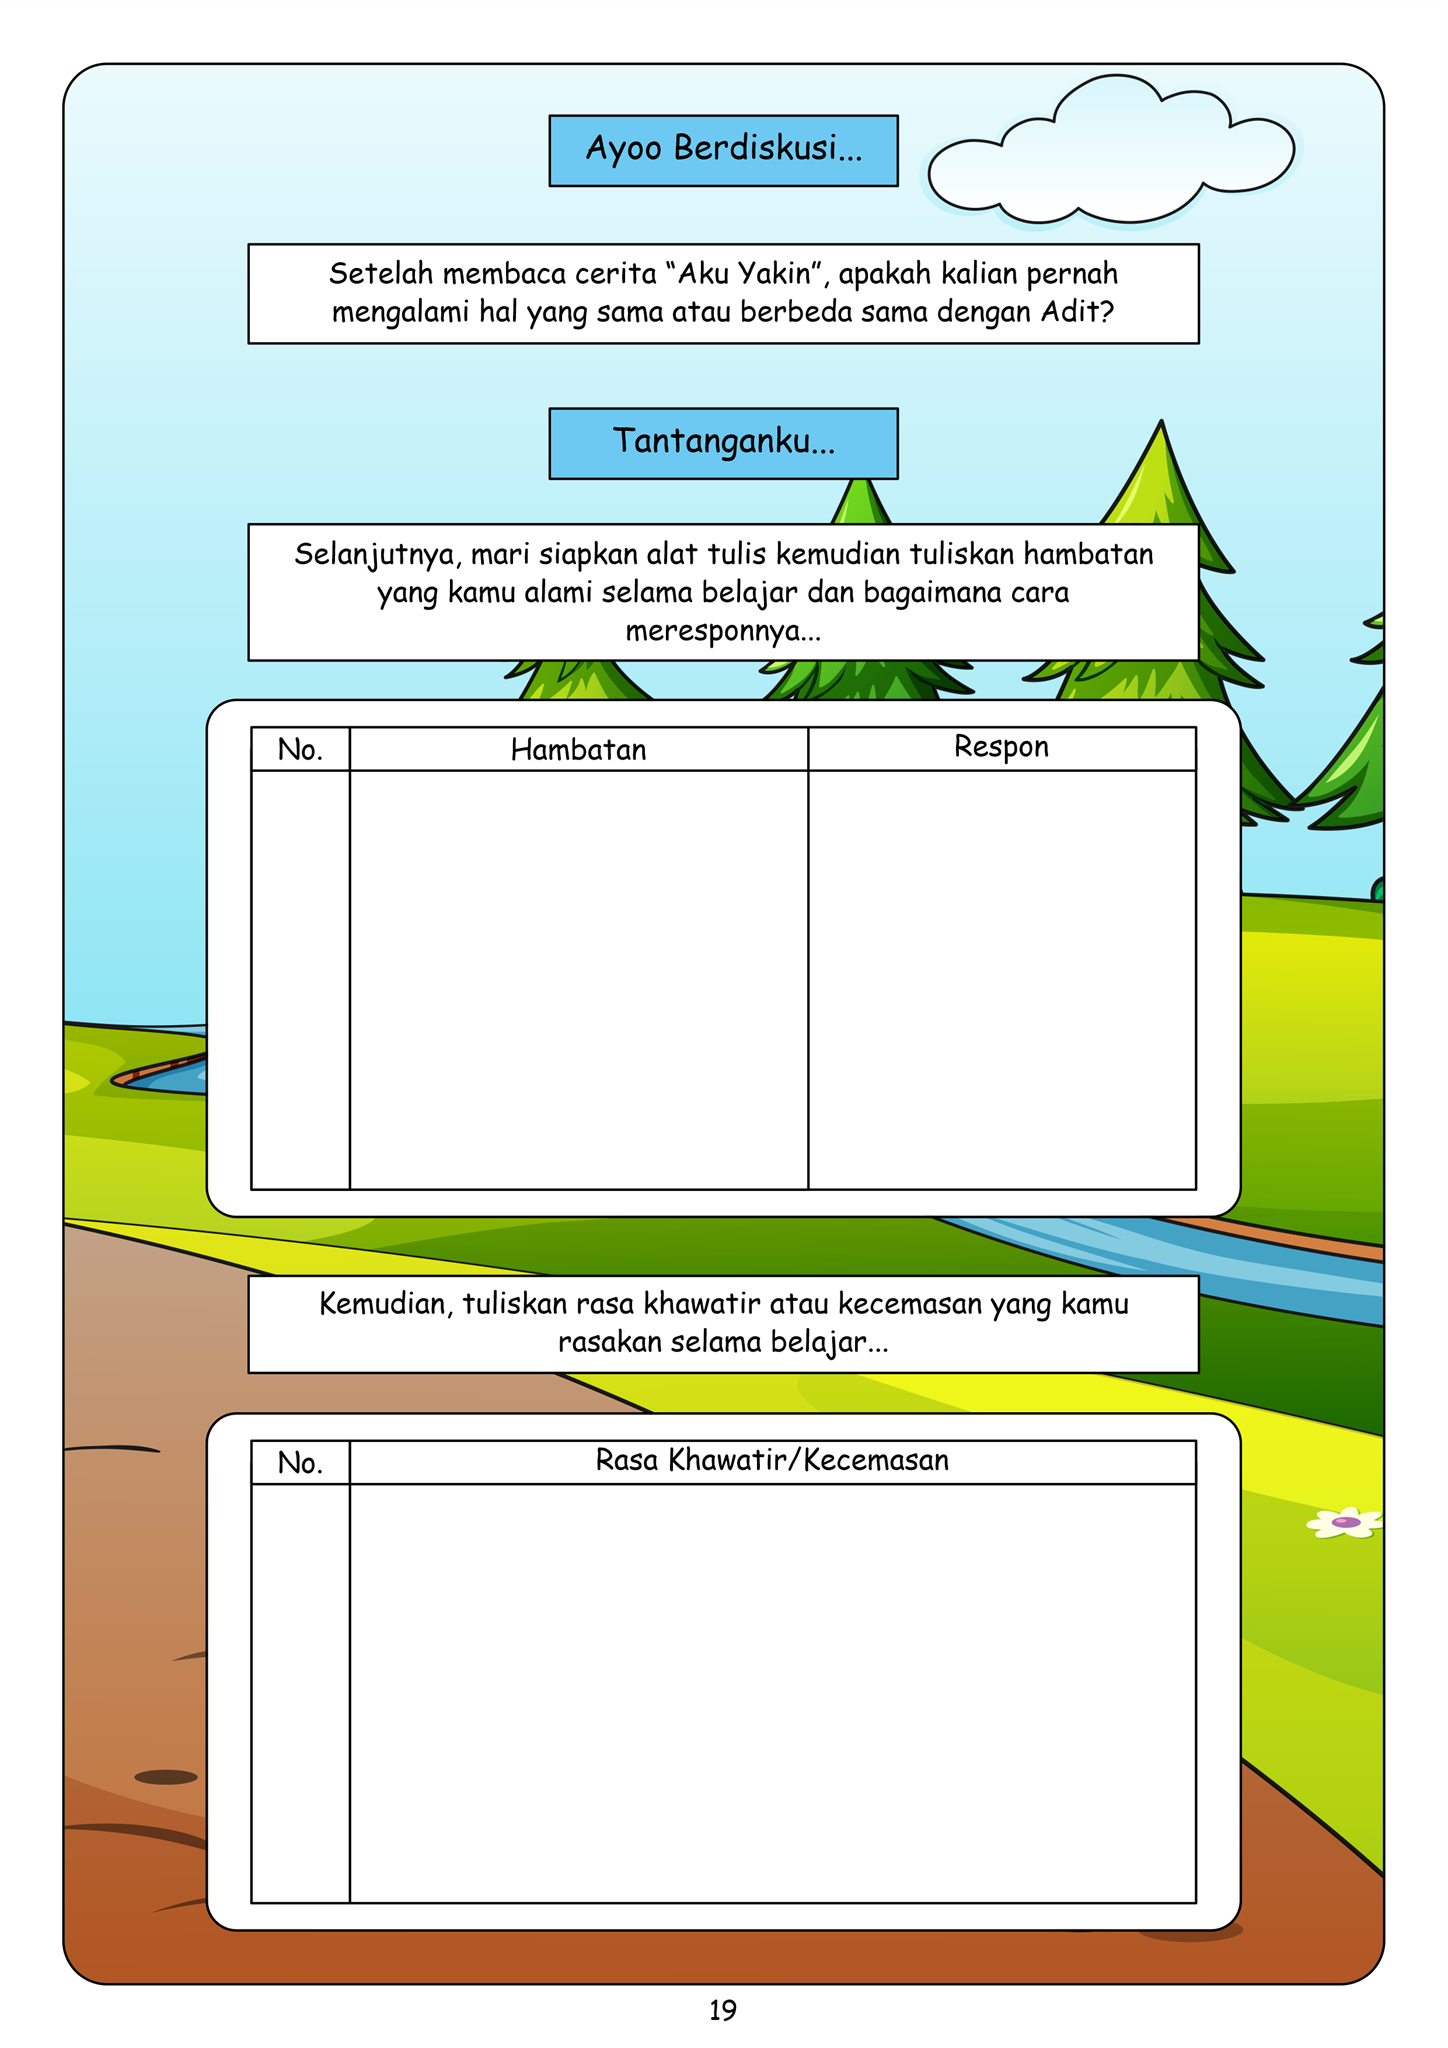 Ayoo Berdiskusi...
Setelah membaca cerita “Aku Yakin”, apakah kalian pernah
mengalami hal yang sama atau berbeda sama dengan Adit?
Tantanganku...
Selanjutnya, mari siapkan alat tulis kemudian tuliskan hambatan
yang kamu alami selama belajar dan bagaimana cara
meresponnya...
No. Hambatan Respon
Kemudian, tuliskan rasa khawatir atau kecemasan yang kamu
rasakan selama belajar...
No. Rasa Khawatir/Kecemasan
19